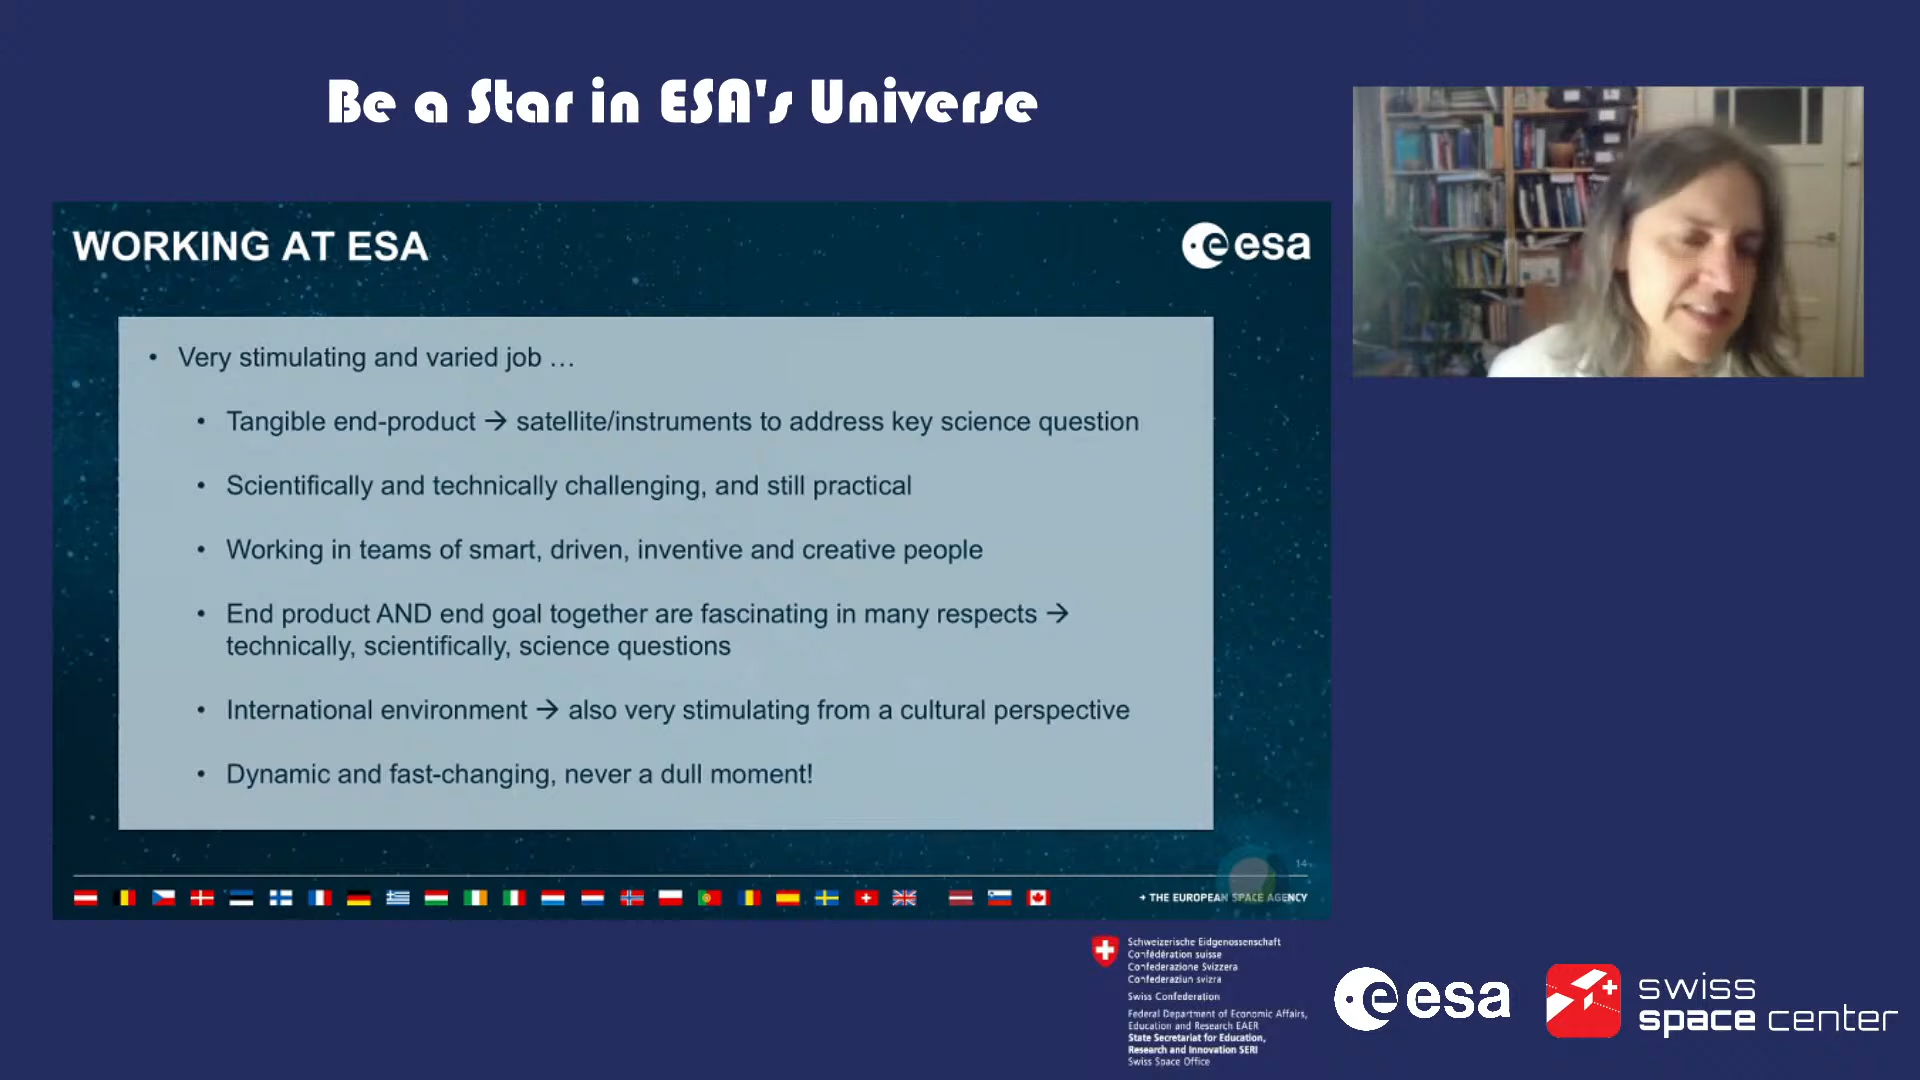 Be a Star in ESA's Universe
WORKING AT ESA
esa
• Very stimulating and varied job …
• Tangible end-product → satellite/instruments to address key science question
• Scientifically and technically challenging, and still practical
• Working in teams of smart, driven, inventive and creative people
• End product AND end goal together are fascinating in many respects →
technically, scientifically, science questions
• International environment → also very stimulating from a cultural perspective
• Dynamic and fast-changing, never a dull moment!
14
→ THE EUROPEAN SPACE AGENCY
Schweizerische Eidgenossenschaft
Confédération suisse
Confederazione Svizzera
Confederaziun svizra
Swiss Confederation
Federal Department of Economic Affairs,
Education and Research EAER
State Secretariat for Education,
Research and Innovation SERI
Swiss Space Office
esa
swiss
space center